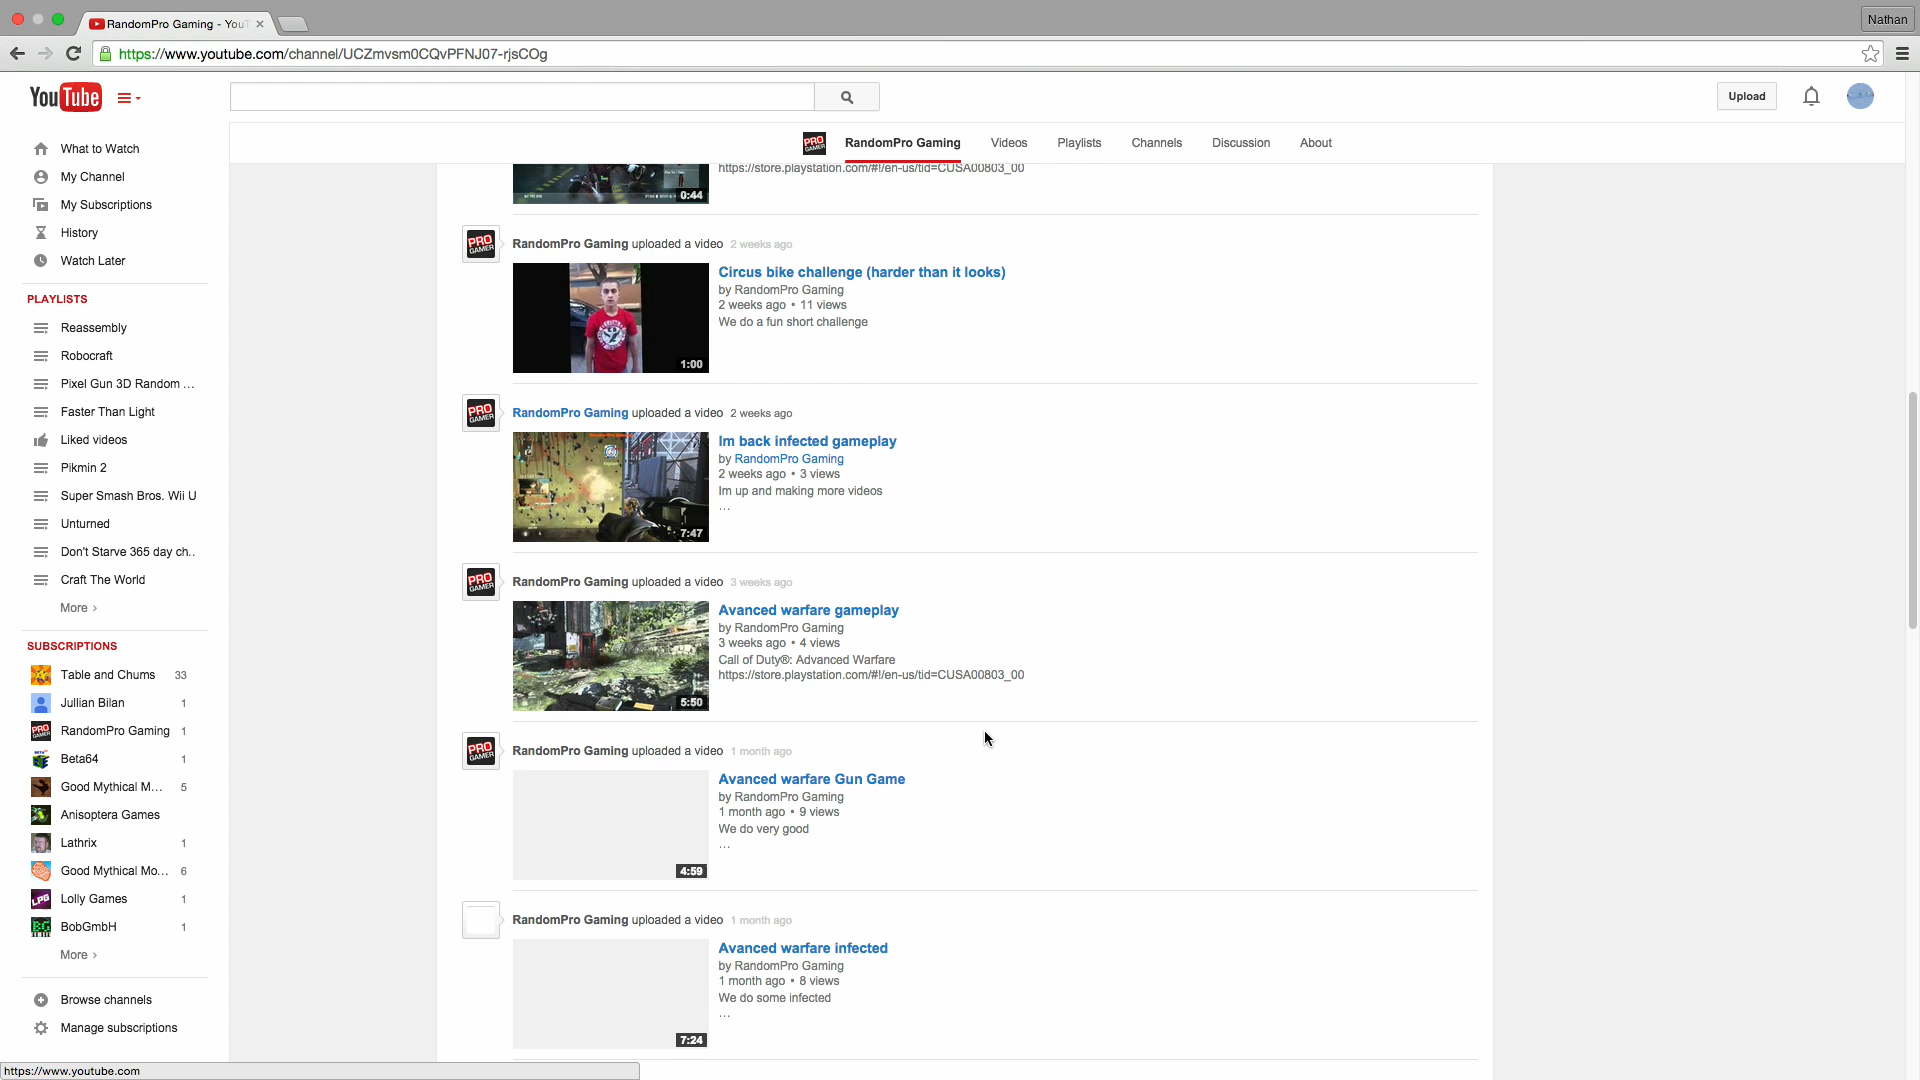 RandomPro Gaming - YouT
Nathan
https://www.youtube.com/channel/UCZmvsm0CQvPFNJ07-rjsCOg
YouTube
Upload
RandomPro Gaming
Videos
Playlists
Channels
Discussion
About
What to Watch
My Channel
My Subscriptions
History
Watch Later
PLAYLISTS
Reassembly
Robocraft
Pixel Gun 3D Random ...
Faster Than Light
Liked videos
Pikmin 2
Super Smash Bros. Wii U
Unturned
Don't Starve 365 day ch..
Craft The World
More ›
SUBSCRIPTIONS
Table and Chums 33
Jullian Bilan 1
RandomPro Gaming 1
Beta64 1
Good Mythical M... 5
Anisoptera Games
Lathrix 1
Good Mythical Mo... 6
Lolly Games 1
BobGmbH 1
More ›
Browse channels
Manage subscriptions
https://www.youtube.com
https://store.playstation.com/#!/en-us/tid=CUSA00803_00
0:44
PRO GAMER
RandomPro Gaming uploaded a video 2 weeks ago
Circus bike challenge (harder than it looks)
by RandomPro Gaming
2 weeks ago • 11 views
We do a fun short challenge
1:00
PRO GAMER
RandomPro Gaming uploaded a video 2 weeks ago
Im back infected gameplay
by RandomPro Gaming
2 weeks ago • 3 views
Im up and making more videos
...
7:47
PRO GAMER
RandomPro Gaming uploaded a video 3 weeks ago
Avanced warfare gameplay
by RandomPro Gaming
3 weeks ago • 4 views
Call of Duty®: Advanced Warfare
https://store.playstation.com/#!/en-us/tid=CUSA00803_00
5:50
PRO GAMER
RandomPro Gaming uploaded a video 1 month ago
Avanced warfare Gun Game
by RandomPro Gaming
1 month ago • 9 views
We do very good
...
4:59
RandomPro Gaming uploaded a video 1 month ago
Avanced warfare infected
by RandomPro Gaming
1 month ago • 8 views
We do some infected
...
7:24